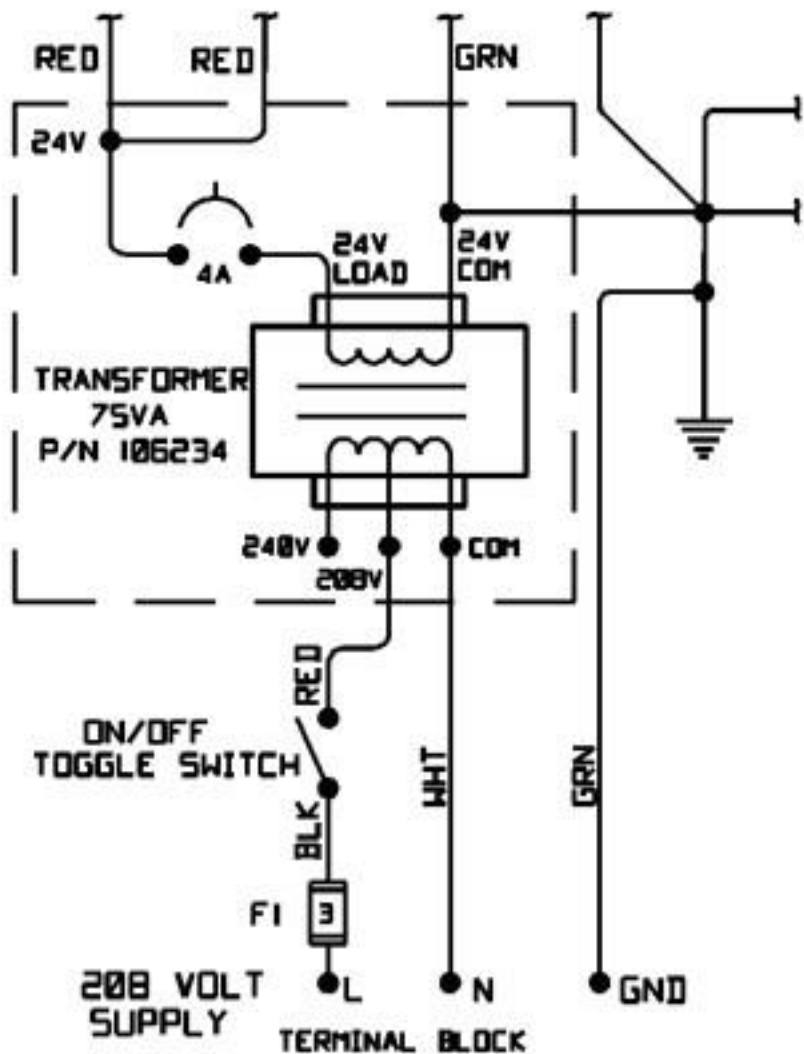 RED
RED
GRN
24V
4A
24V
LOAD
24V
COM
TRANSFORMER
75VA
P/N 106234
240V
208V
COM
RED
ON/OFF
TOGGLE SWITCH
BLK
WHT
GRN
F1
3
208 VOLT
SUPPLY
L
N
GND
TERMINAL BLOCK